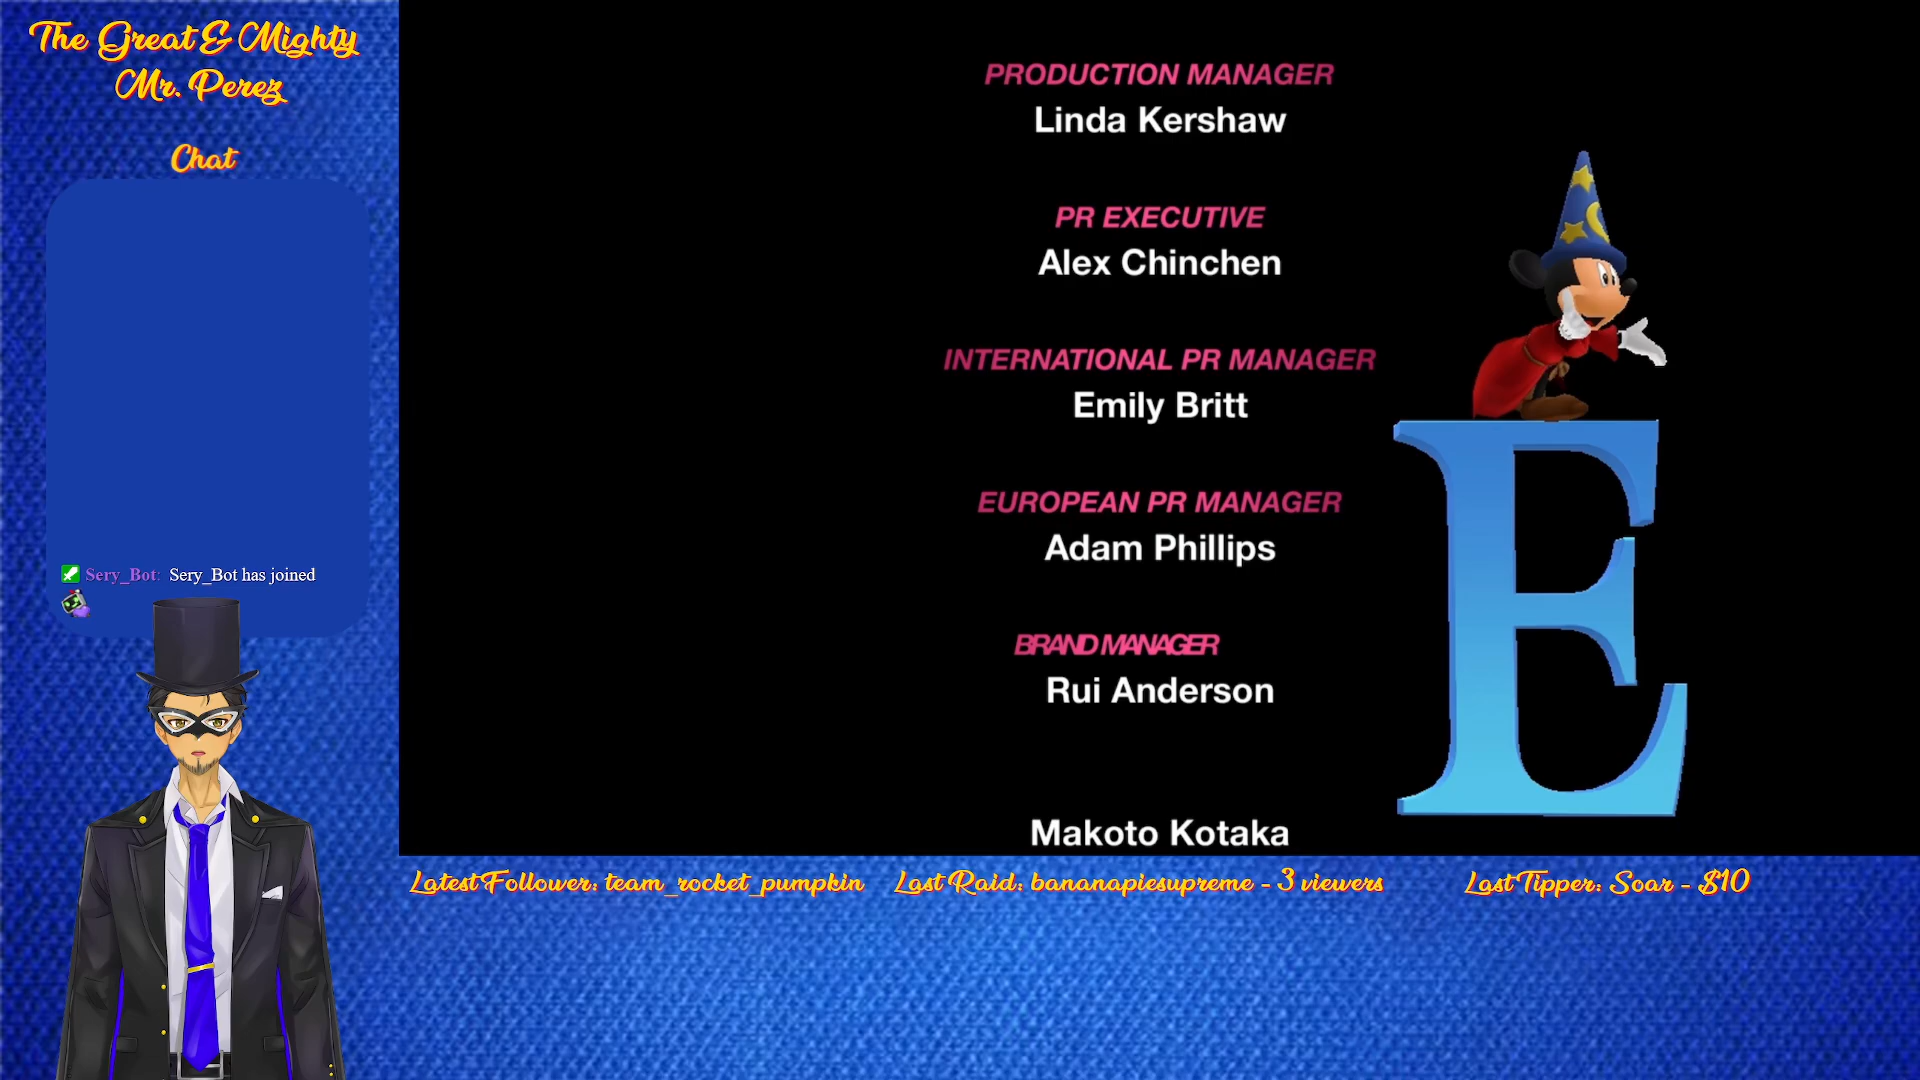 The Great & Mighty
Mr. Perez
Chat
Sery_Bot: Sery_Bot has joined
PRODUCTION MANAGER
Linda Kershaw
PR EXECUTIVE
Alex Chinchen
INTERNATIONAL PR MANAGER
Emily Britt
EUROPEAN PR MANAGER
Adam Phillips
BRAND MANAGER
Rui Anderson
Makoto Kotaka
E
Latest Follower: team_rocket_pumpkin
Last Raid: bananapiesupreme - 3 viewers
Last Tipper: Soar - $10